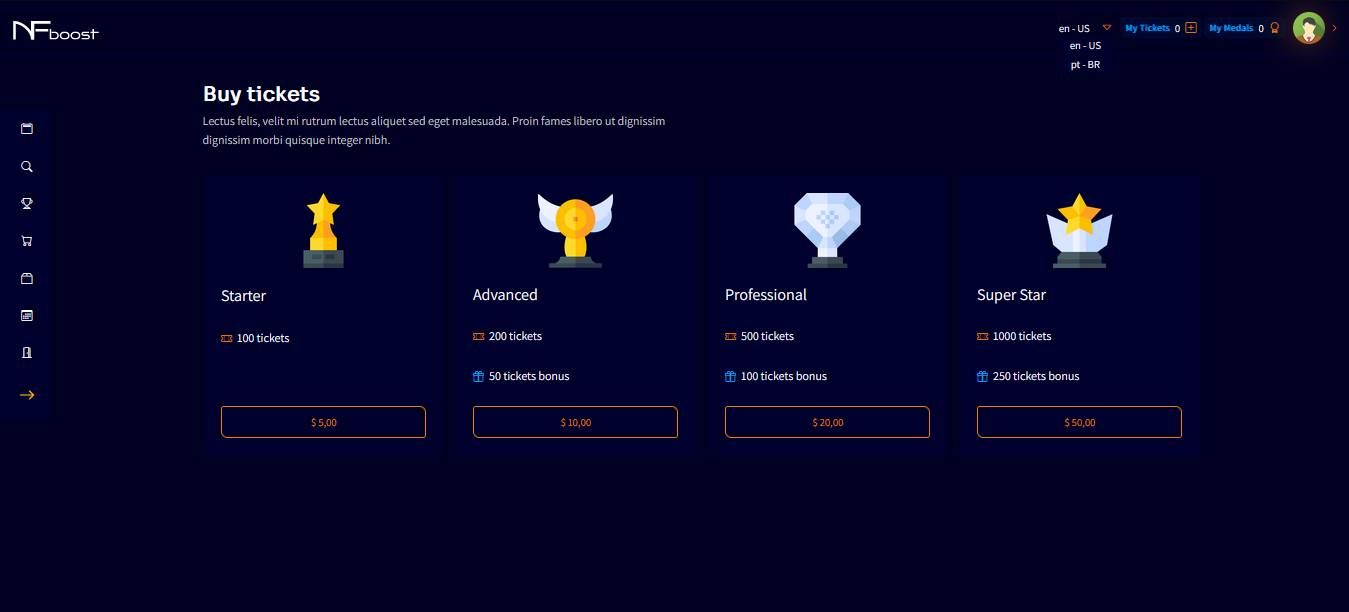 NFboost
en - US
My Tickets 0
My Medals 0
en - US
pt - BR
Buy tickets
Lectus felis, velit mi rutrum lectus aliquet sed eget malesuada. Proin fames libero ut dignissim
dignissim morbi quisque integer nibh.
Starter
100 tickets
$ 5,00
Advanced
200 tickets
50 tickets bonus
$ 10,00
Professional
500 tickets
100 tickets bonus
$ 20,00
Super Star
1000 tickets
250 tickets bonus
$ 50,00